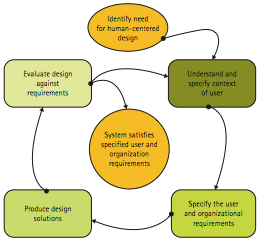 Identify need
for human-centered
design
Evaluate design
against
requirements
Understand and
specify context
of user
System satisfies
specified user and
organization
requirements
Produce design
solutions
Specify the user
and organizational
requirements